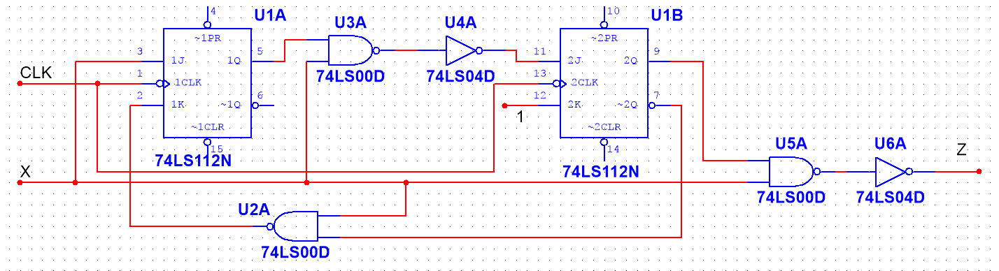 4
U1A
U3A
U4A
10
U1B
~1PR
~2PR
3
1J
1Q
5
11
2J
2Q
9
CLK
1
1CLK
74LS00D
74LS04D
13
2CLK
2
1K
~1Q
6
12
2K
~2Q
7
1
~1CLR
~2CLR
15
14
74LS112N
74LS112N
U5A
U6A
Z
X
74LS00D
74LS04D
U2A
74LS00D